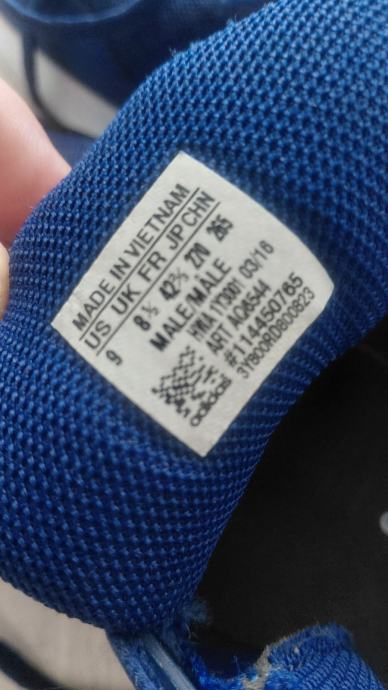 MADE IN VIETNAM
US UK FR JP CHN
9 8½ 42⅔ 270 265
MALE/MALE
HWA 1Y3001 03/16
ART AQ6544
#114450765
31800RD800823
adidas